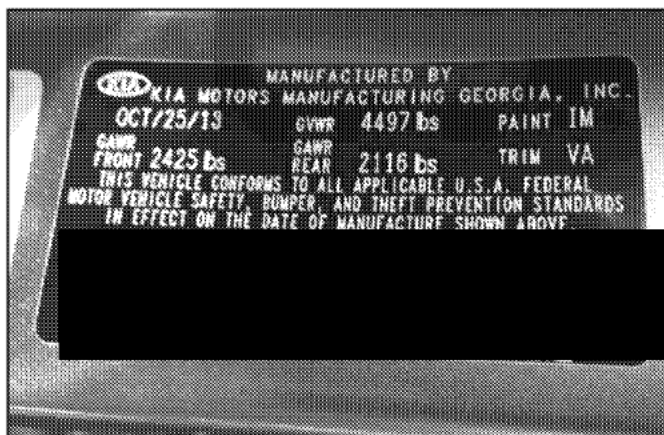 MANUFACTURED BY
KIA KIA MOTORS MANUFACTURING GEORGIA, INC.
OCT/25/13 GVWR 4497 lbs PAINT IM
GAWR FRONT 2425 lbs GAWR REAR 2116 lbs TRIM VA
THIS VEHICLE CONFORMS TO ALL APPLICABLE U.S.A. FEDERAL
MOTOR VEHICLE SAFETY, BUMPER, AND THEFT PREVENTION STANDARDS
IN EFFECT ON THE DATE OF MANUFACTURE SHOWN ABOVE